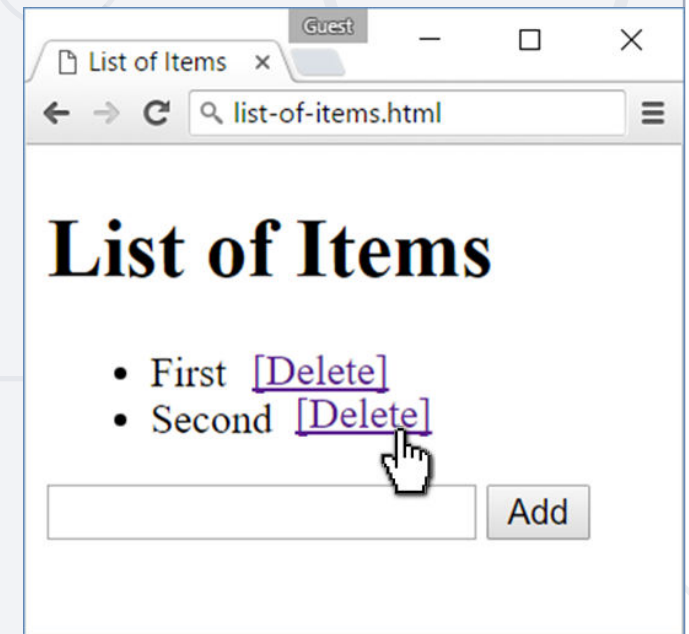 Guest
List of Items
list-of-items.html
List of Items
• First [Delete]
• Second [Delete]
Add